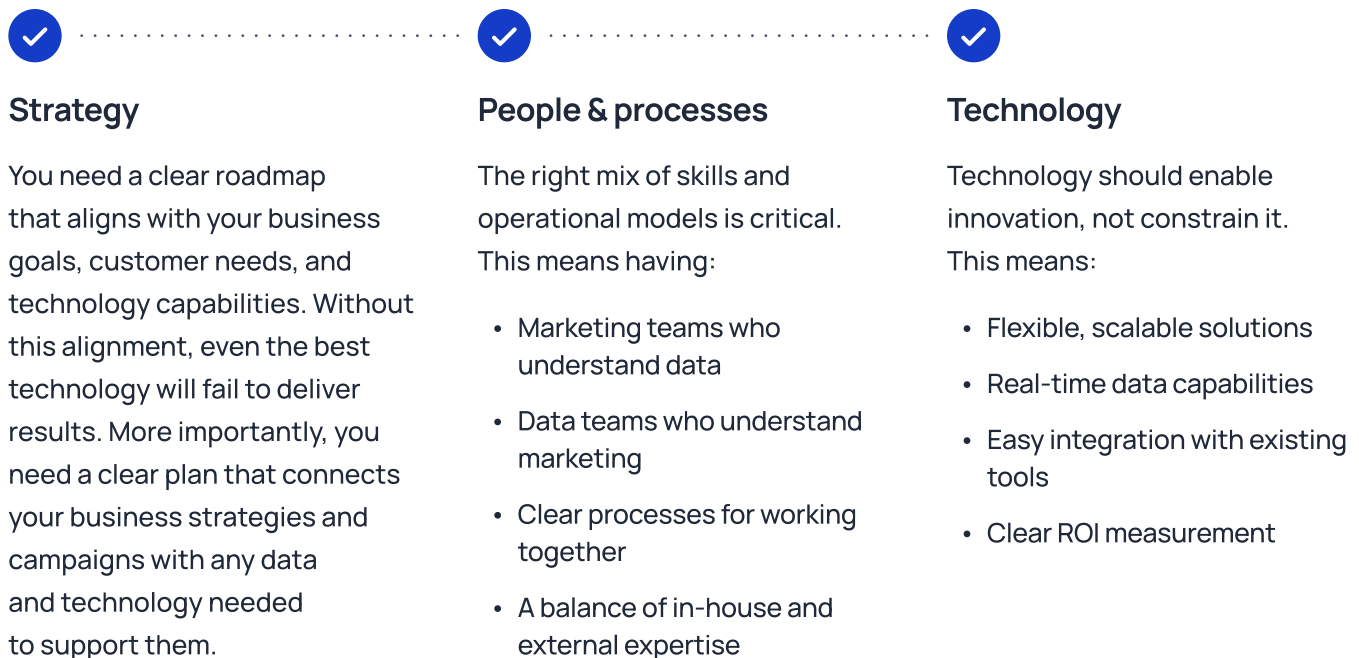 Strategy
You need a clear roadmap
that aligns with your business
goals, customer needs, and
technology capabilities. Without
this alignment, even the best
technology will fail to deliver
results. More importantly, you
need a clear plan that connects
your business strategies and
campaigns with any data
and technology needed
to support them.
People & processes
The right mix of skills and
operational models is critical.
This means having:
• Marketing teams who
understand data
• Data teams who understand
marketing
• Clear processes for working
together
• A balance of in-house and
external expertise
Technology
Technology should enable
innovation, not constrain it.
This means:
• Flexible, scalable solutions
• Real-time data capabilities
• Easy integration with existing
tools
• Clear ROI measurement